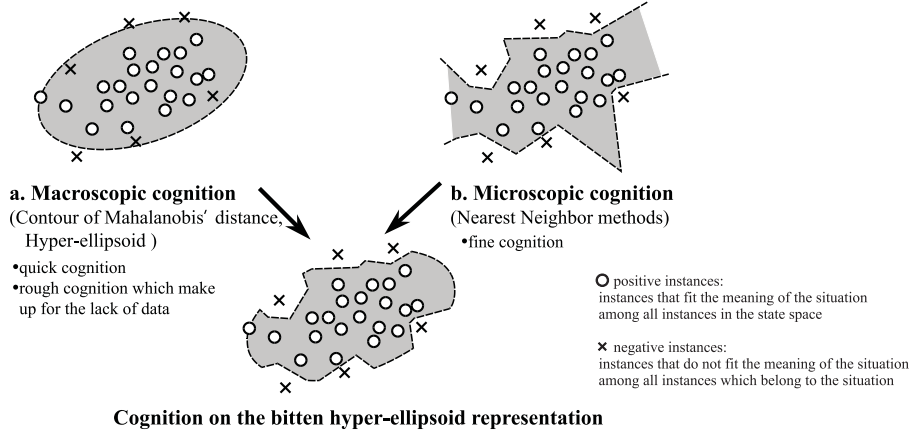 a. Macroscopic cognition
(Contour of Mahalanobis' distance,
Hyper-ellipsoid )
•quick cognition
•rough cognition which make
up for the lack of data
b. Microscopic cognition
(Nearest Neighbor methods)
•fine cognition
positive instances:
instances that fit the meaning of the situation
among all instances in the state space
negative instances:
instances that do not fit the meaning of the situation
among all instances which belong to the situation
Cognition on the bitten hyper-ellipsoid representation